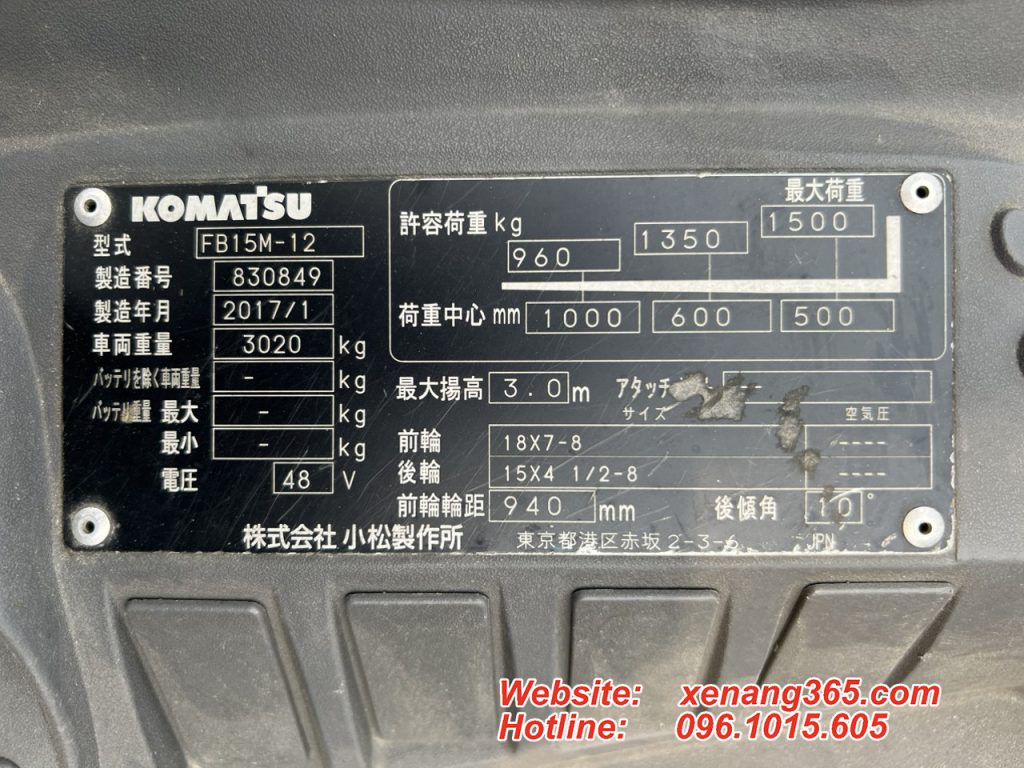 KOMATSU
型式 FB15M-12
製造番号 830849
製造年月 2017/1
車両重量 3020 kg
バッテリを除く車両重量 - kg
バッテリ重量 最大 - kg
最小 - kg
電圧 48 V
最大荷重
許容荷重 kg 960 1350 1500
荷重中心 mm 1000 600 500
最大揚高 3.0 m アタッチ ---
サイズ 空気圧
前輪 18X7-8 ----
後輪 15X4 1/2-8 ----
前輪輪距 940 mm 後傾角 10°
株式会社 小松製作所 東京都港区赤坂 2-3-6 JPN
Website: xenang365.com
Hotline: 096.1015.605